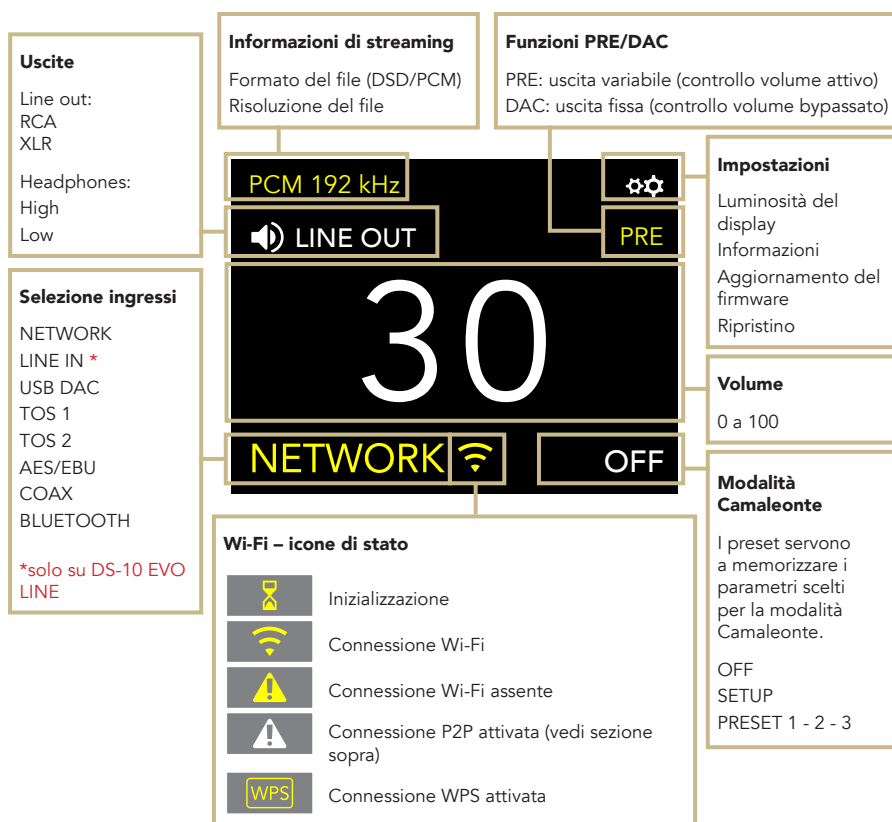 Uscite
Line out:
RCA
XLR
Headphones:
High
Low
Informazioni di streaming
Formato del file (DSD/PCM)
Risoluzione del file
Funzioni PRE/DAC
PRE: uscita variabile (controllo volume attivo)
DAC: uscita fissa (controllo volume bypassato)
PCM 192 kHz
LINE OUT
PRE
30
NETWORK
OFF
Impostazioni
Luminosità del
display
Informazioni
Aggiornamento del
firmware
Ripristino
Selezione ingressi
NETWORK
LINE IN *
USB DAC
TOS 1
TOS 2
AES/EBU
COAX
BLUETOOTH
*solo su DS-10 EVO
LINE
Volume
0 a 100
Modalità
Camaleonte
I preset servono
a memorizzare i
parametri scelti
per la modalità
Camaleonte.
OFF
SETUP
PRESET 1 - 2 - 3
Wi-Fi – icone di stato
Inizializzazione
Connessione Wi-Fi
Connessione Wi-Fi assente
Connessione P2P attivata (vedi sezione
sopra)
WPS
Connessione WPS attivata